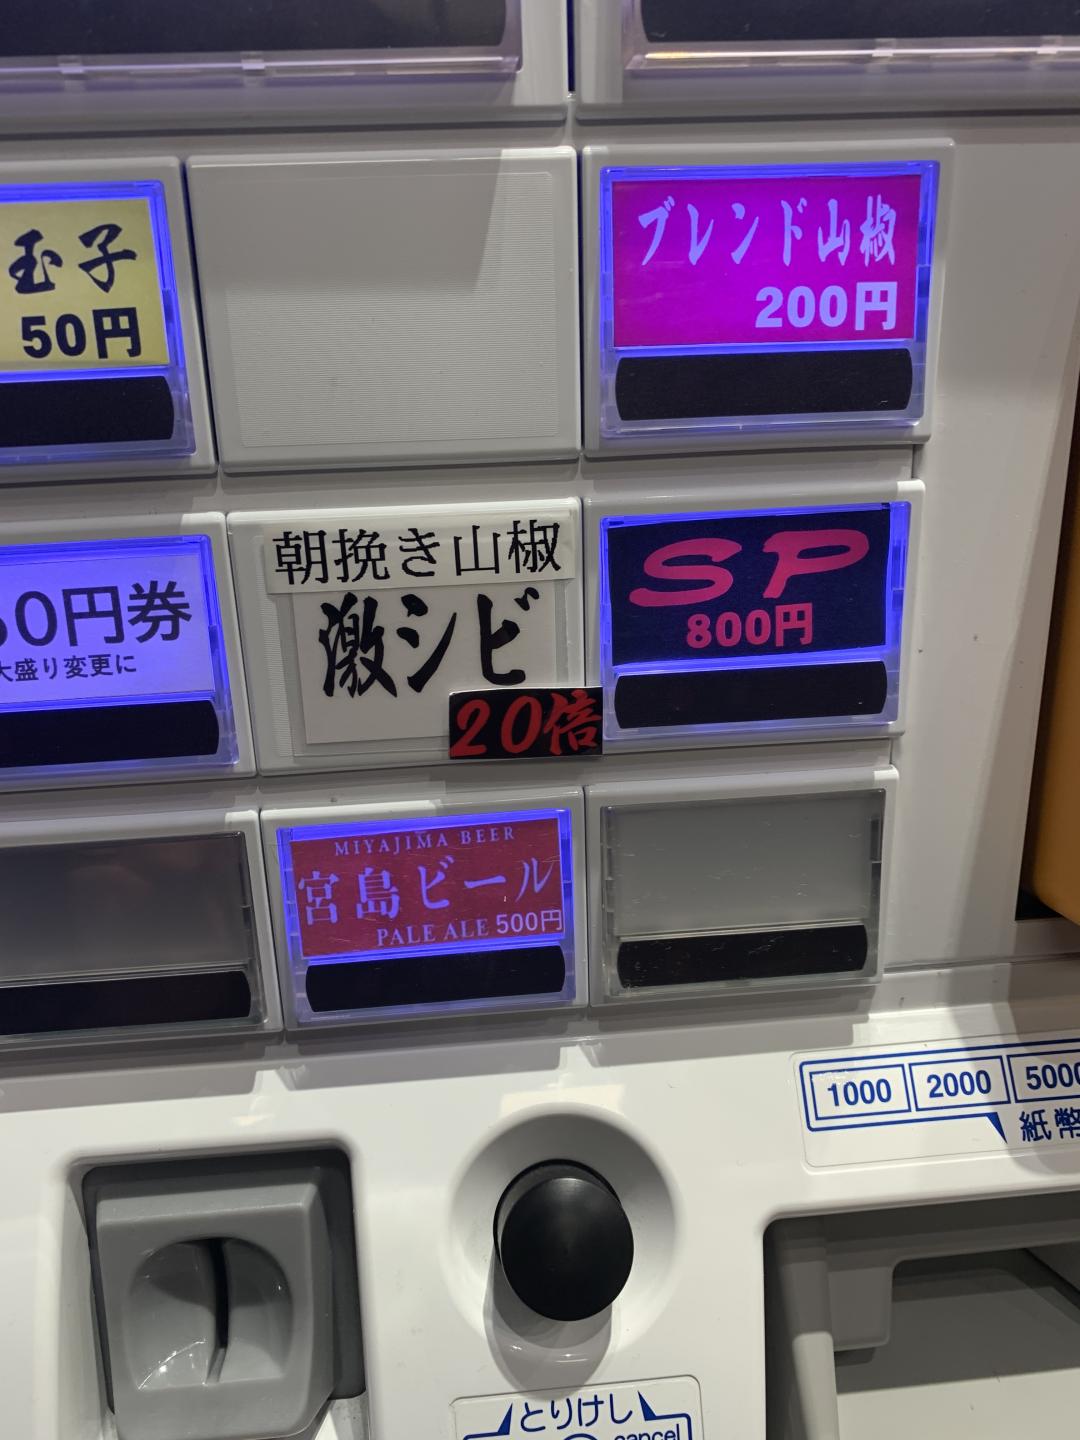 玉子
50円
ブレンド山椒
200円
0円券
大盛り変更に
朝挽き山椒
激シビ
20倍
SP
800円
MIYAJIMA BEER
宮島ビール
PALE ALE 500円
1000 2000 5000
紙幣
とりけし
cancel